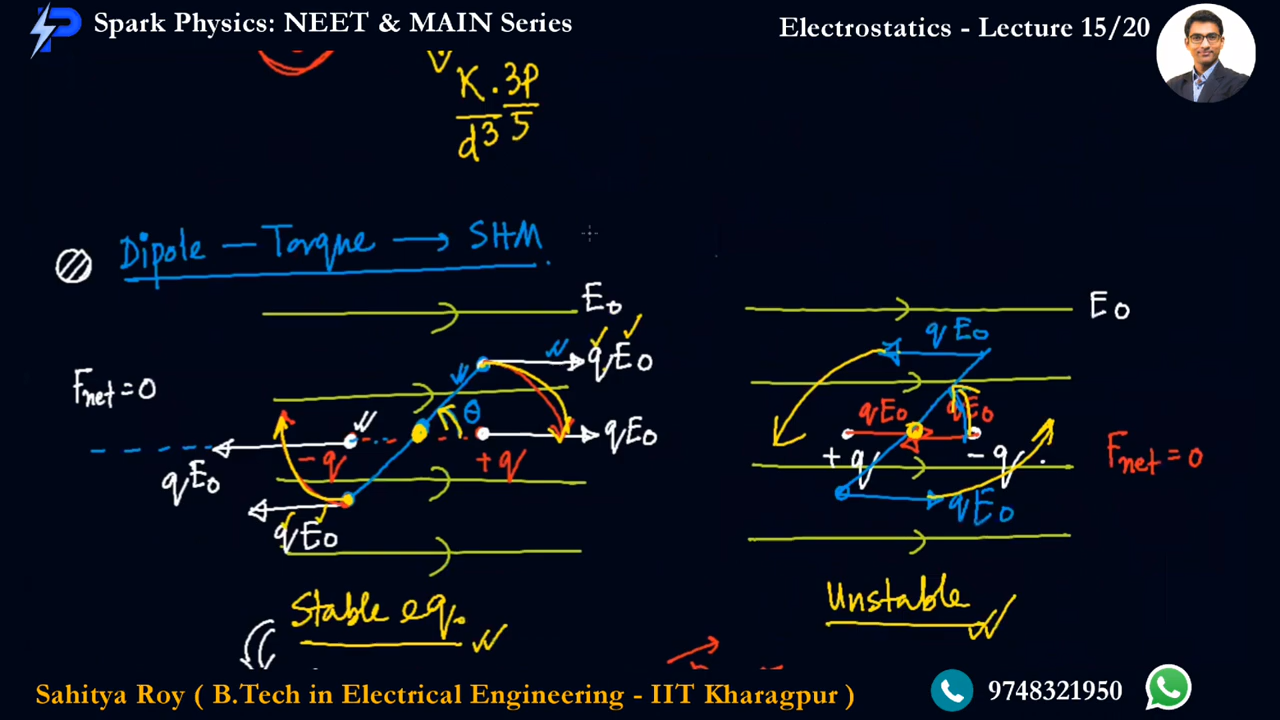 Spark Physics: NEET & MAIN Series
Electrostatics - Lecture 15/20
K . 3P
d³ 5
Dipole — Torque → SHM
E₀
E₀
qE₀
qE₀
Fnet = 0
θ
qE₀
qE₀
qE₀
-q
+q
qE₀
+q
-q
Fnet = 0
qE₀
qE₀
Stable eq.
Unstable
Sahitya Roy ( B.Tech in Electrical Engineering - IIT Kharagpur )
9748321950